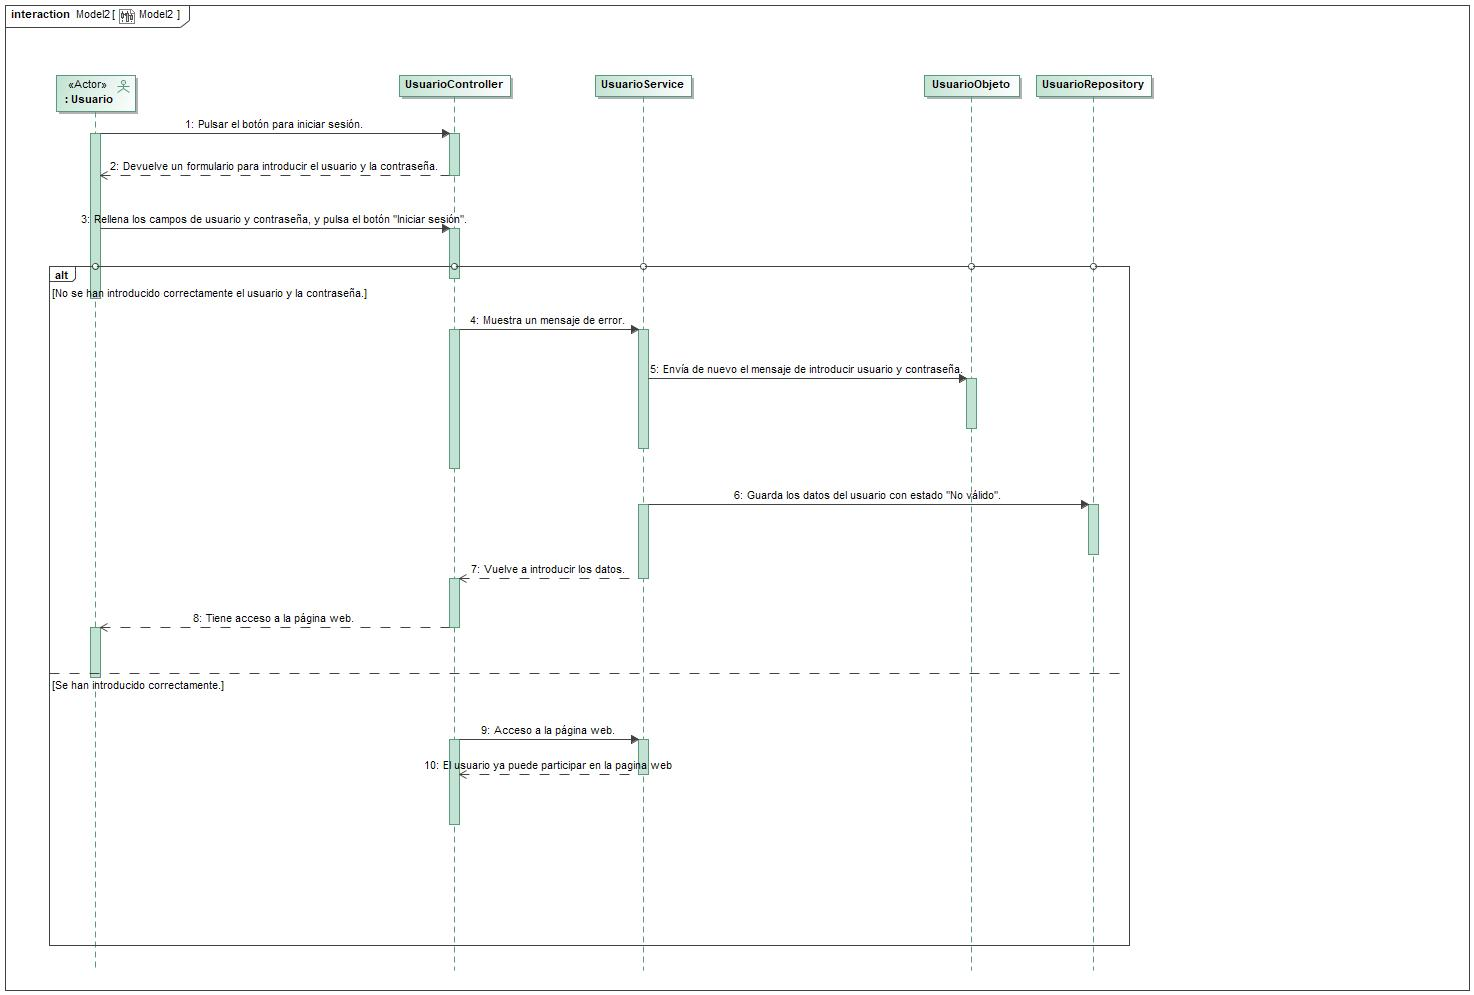 interaction Model2 [ Model2 ]
«Actor»
: Usuario
UsuarioController
UsuarioService
UsuarioObjeto
UsuarioRepository
1: Pulsar el botón para iniciar sesión.
2: Devuelve un formulario para introducir el usuario y la contraseña.
3: Rellena los campos de usuario y contraseña, y pulsa el botón "Iniciar sesión".
alt
[No se han introducido correctamente el usuario y la contraseña.]
4: Muestra un mensaje de error.
5: Envía de nuevo el mensaje de introducir usuario y contraseña.
6: Guarda los datos del usuario con estado "No válido".
7: Vuelve a introducir los datos.
8: Tiene acceso a la página web.
[Se han introducido correctamente.]
9: Acceso a la página web.
10: El usuario ya puede participar en la pagina web